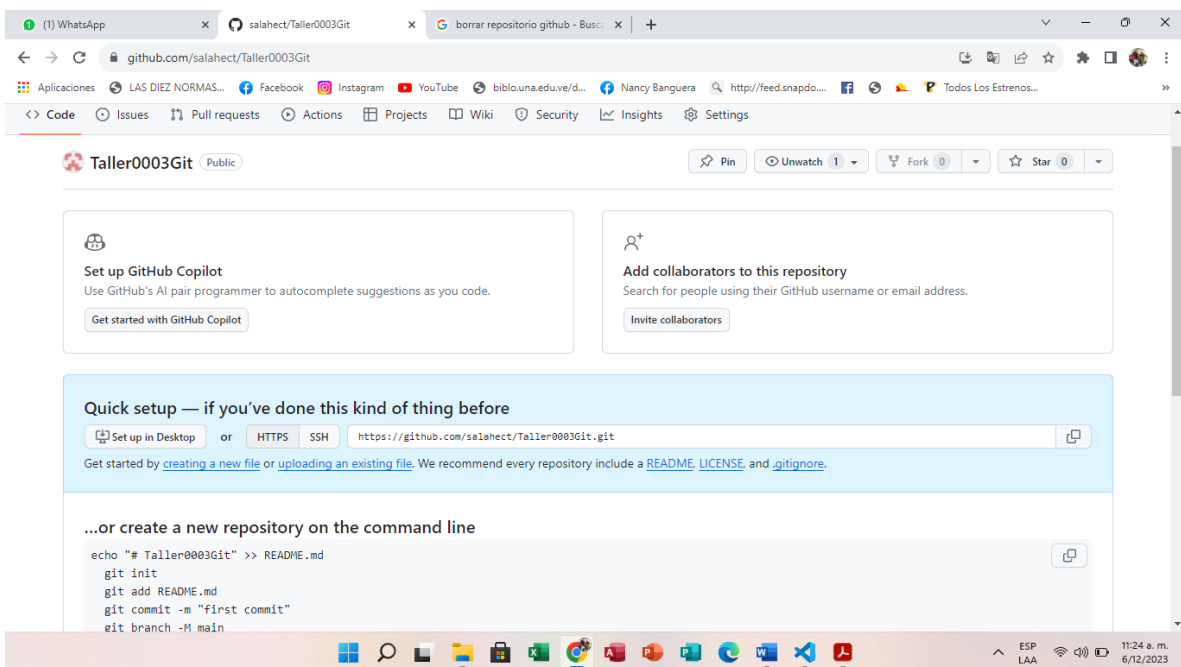 (1) WhatsApp
salahect/Taller0003Git
borrar repositorio github - Busc
github.com/salahect/Taller0003Git
Aplicaciones
LAS DIEZ NORMAS...
Facebook
Instagram
YouTube
biblo.una.edu.ve/d...
Nancy Banguera
http://feed.snapdo....
Todos Los Estrenos...
<> Code
Issues
Pull requests
Actions
Projects
Wiki
Security
Insights
Settings
Taller0003Git Public
Pin
Unwatch 1
Fork 0
Star 0
Set up GitHub Copilot
Use GitHub's AI pair programmer to autocomplete suggestions as you code.
Get started with GitHub Copilot
Add collaborators to this repository
Search for people using their GitHub username or email address.
Invite collaborators
Quick setup — if you've done this kind of thing before
Set up in Desktop or HTTPS SSH https://github.com/salahect/Taller0003Git.git
Get started by creating a new file or uploading an existing file. We recommend every repository include a README, LICENSE, and .gitignore.
...or create a new repository on the command line
echo "# Taller0003Git" >> README.md
git init
git add README.md
git commit -m "first commit"
git branch -M main
ESP
LAA
11:24 a. m.
6/12/2023